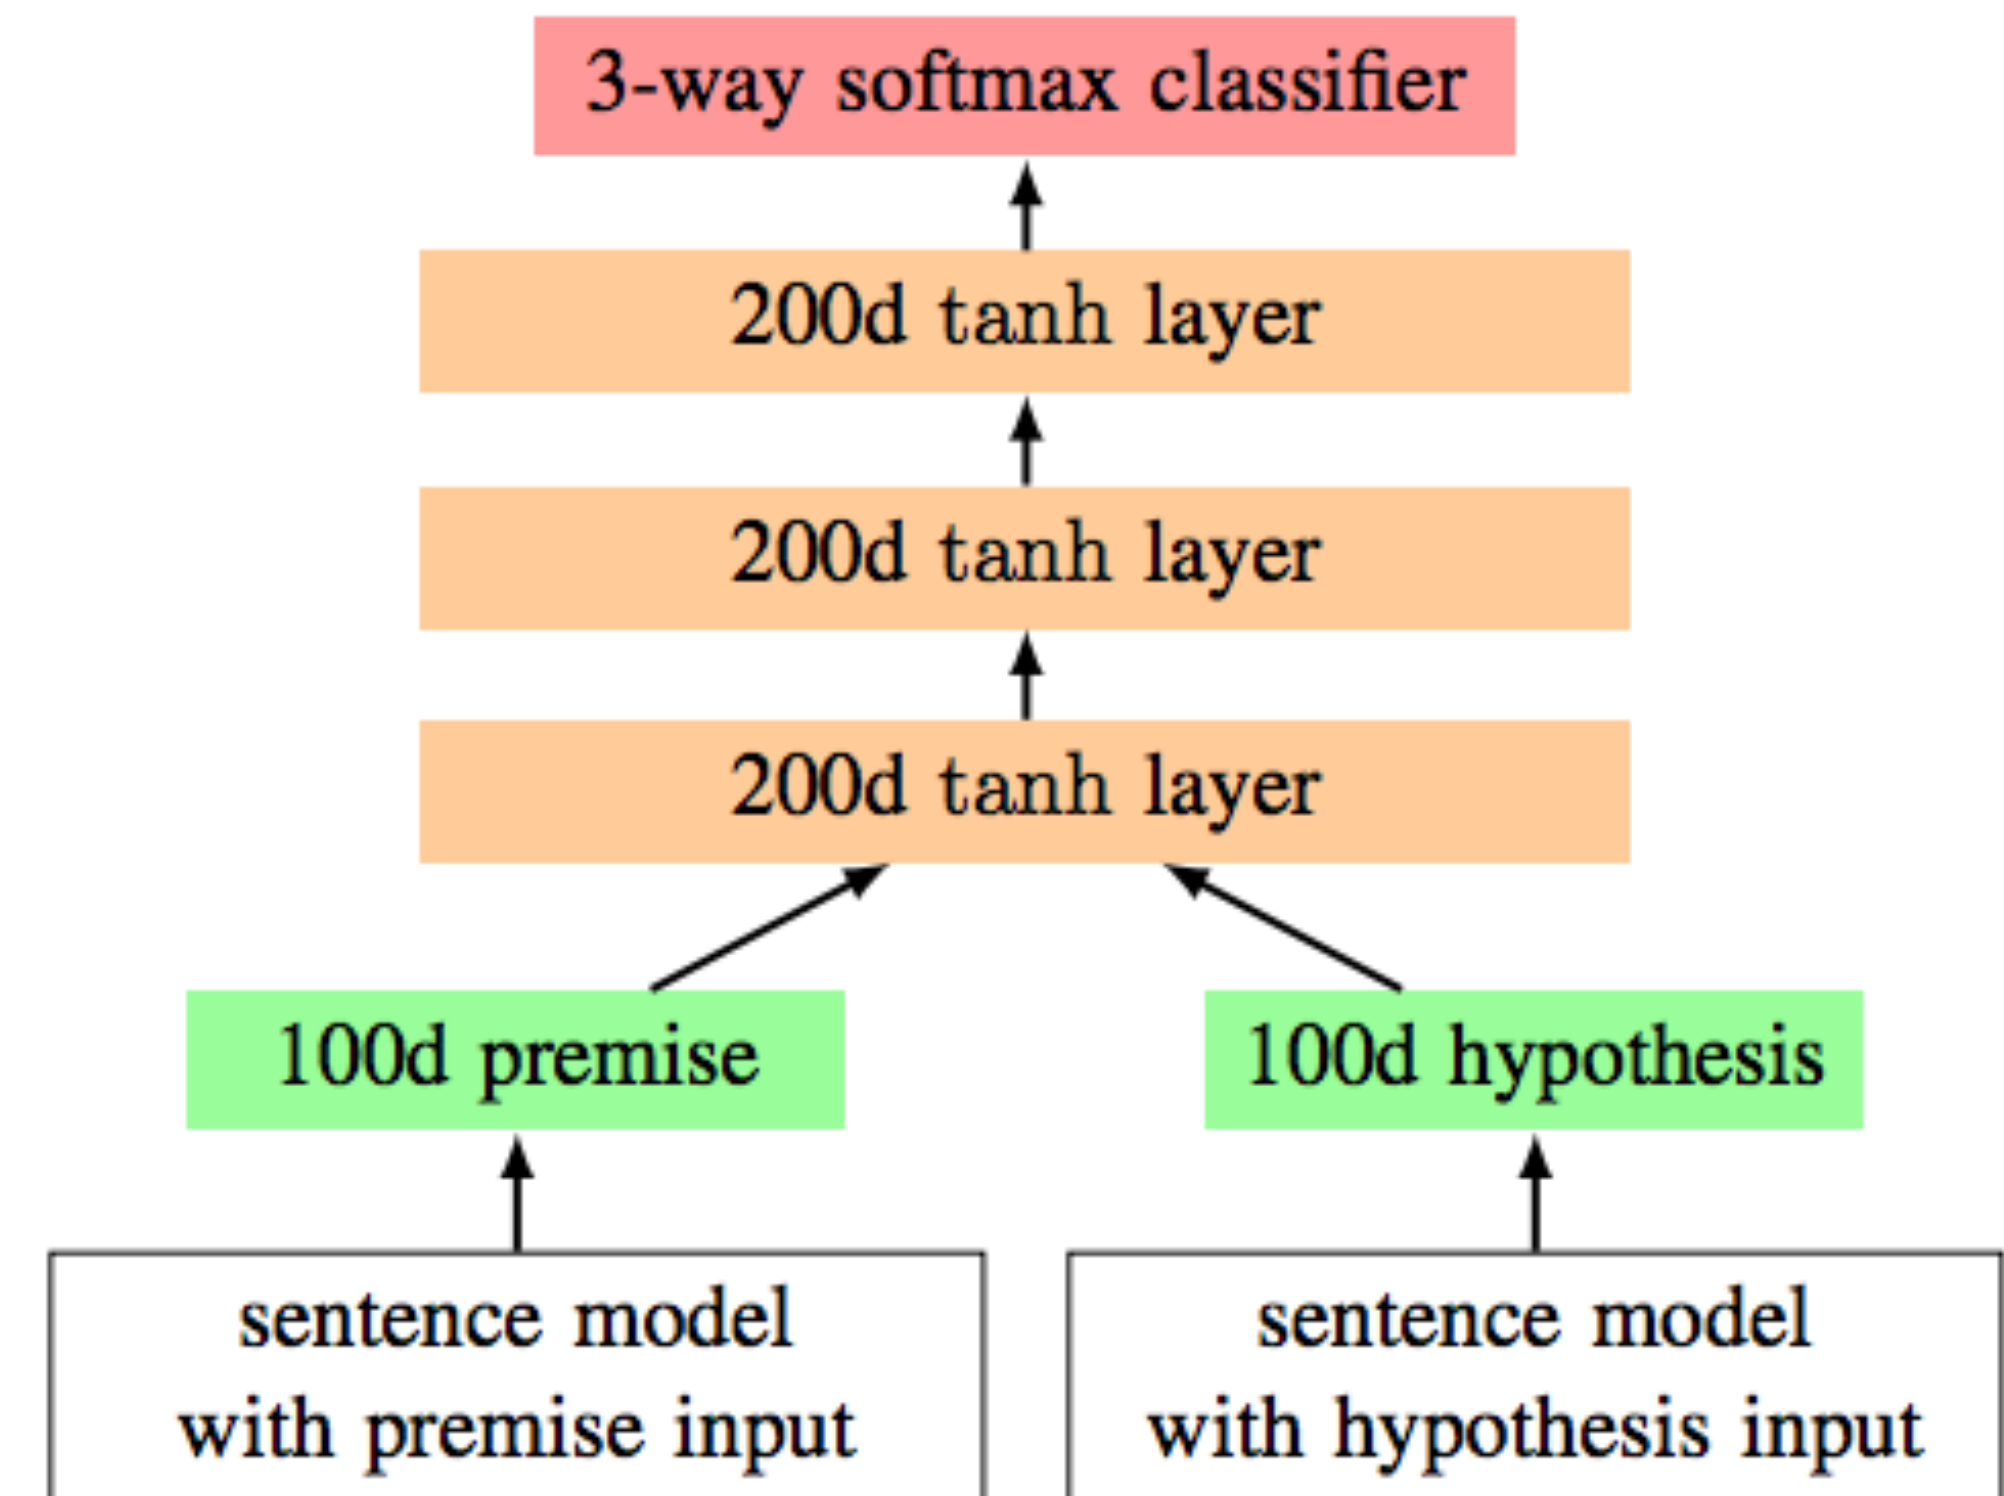 3-way softmax classifier
200d tanh layer
200d tanh layer
200d tanh layer
100d premise
100d hypothesis
sentence model
with premise input
sentence model
with hypothesis input